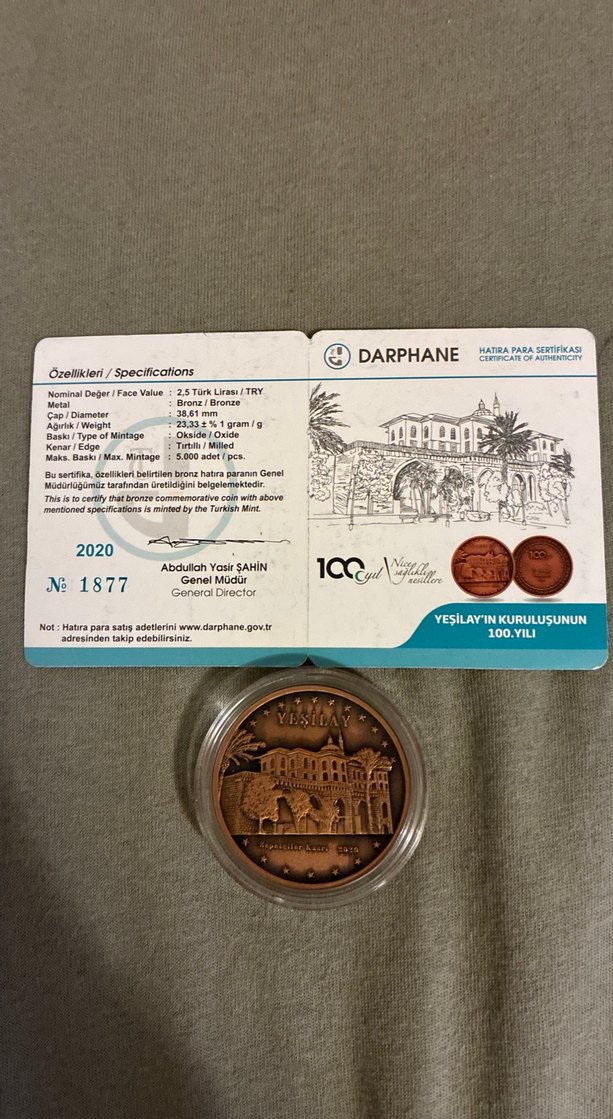 Özellikleri / Specifications
Nominal Değer / Face Value : 2,5 Türk Lirası / TRY
Metal : Bronz / Bronze
Çap / Diameter : 38,61 mm
Ağırlık / Weight : 23,33 ± % 1 gram / g
Baskı / Type of Mintage : Okside / Oxide
Kenar / Edge : Tırtıllı / Milled
Maks. Baskı / Max. Mintage : 5.000 adet / pcs.
Bu sertifika, özellikleri belirtilen bronz hatıra paranın Genel
Müdürlüğümüz tarafından üretildiğini belgelemektedir.
This is to certify that bronze commemorative coin with above
mentioned specifications is minted by the Turkish Mint.
2020
№ 1877
Abdullah Yasir ŞAHİN
Genel Müdür
General Director
Not : Hatıra para satış adetlerini www.darphane.gov.tr
adresinden takip edebilirsiniz.
DARPHANE
HATIRA PARA SERTİFİKASI
CERTIFICATE OF AUTHENTICITY
100 yıl
Nice
sağlıklı
nesillere
YEŞİLAY'IN KURULUŞUNUN
100.YILI
YEŞİLAY
Sepetçiler Kasrı 2020